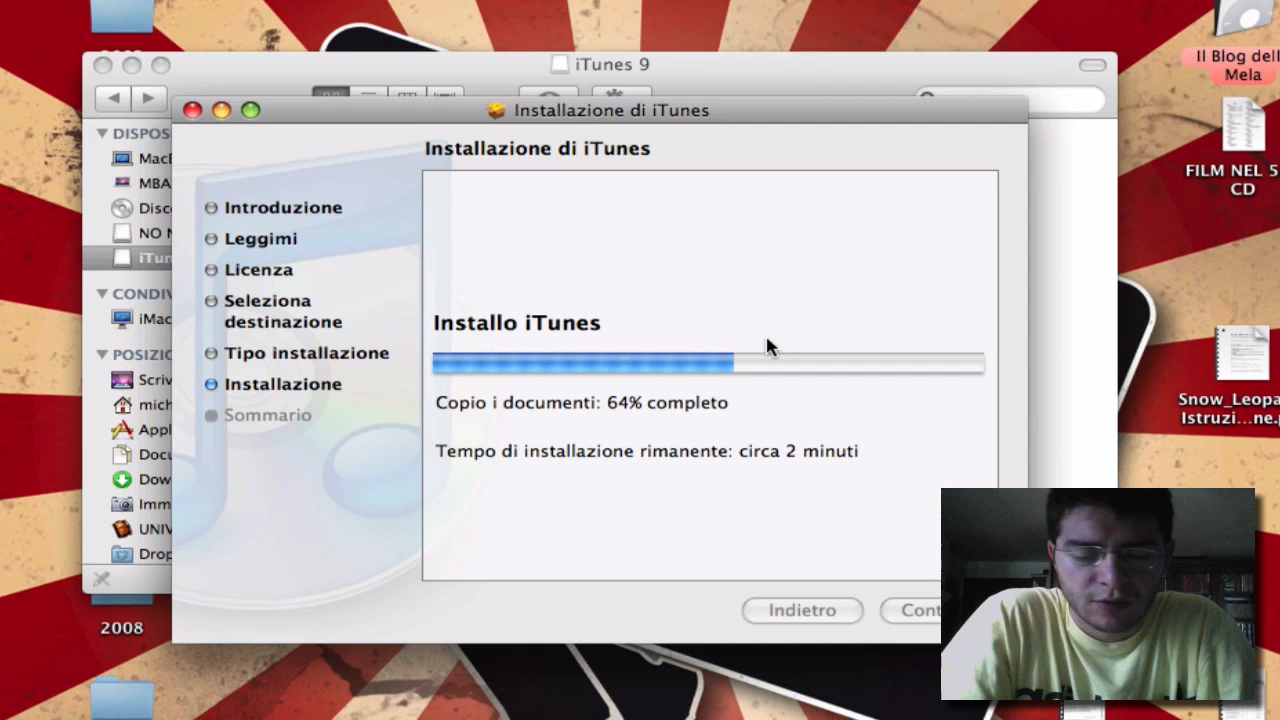 iTunes 9
Il Blog dell
Mela
Installazione di iTunes
Installazione di iTunes
DISPOS
MacB
MBA
Disc
NO N
iTun
CONDIV
iMac
POSIZIO
Scriv
mich
Appl
Docu
Dow
Imm
UNIV
Drop
Introduzione
Leggimi
Licenza
Seleziona
destinazione
Tipo installazione
Installazione
Sommario
Installo iTunes
Copio i documenti: 64% completo
Tempo di installazione rimanente: circa 2 minuti
Indietro
Cont
FILM NEL 5
CD
Snow_Leopa
Istruzi...ne.p
2008